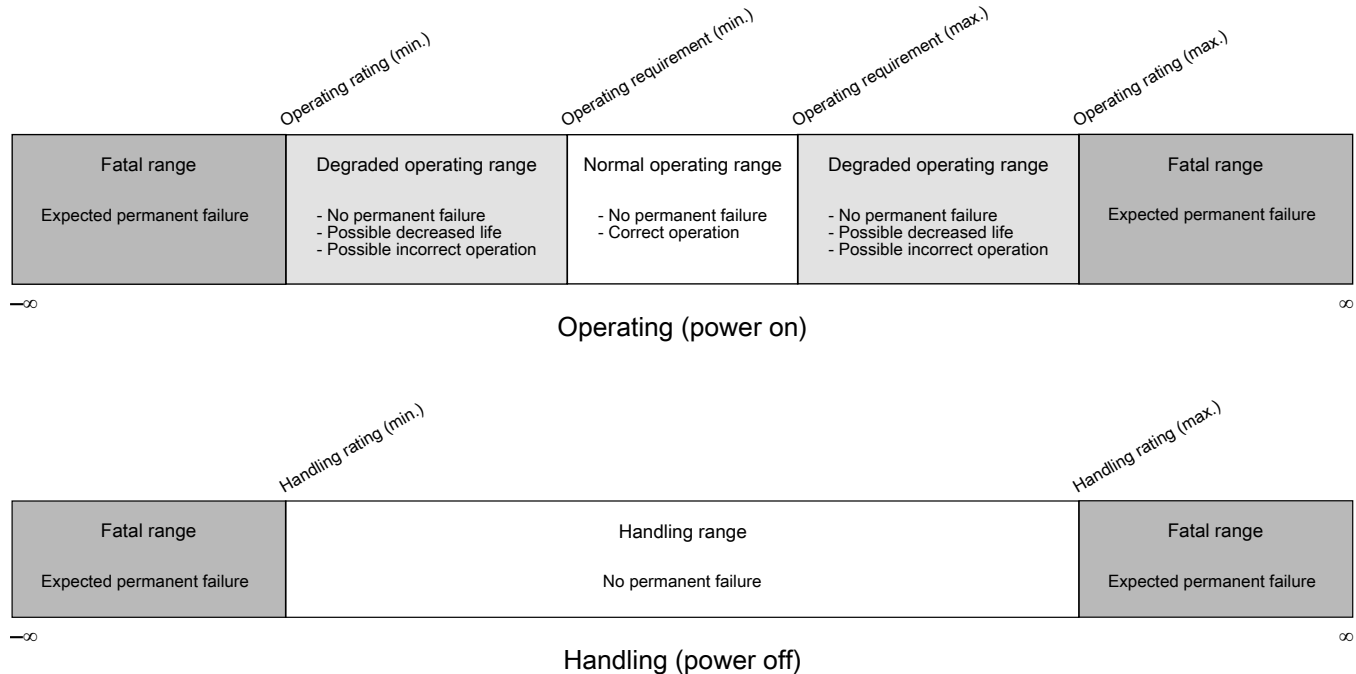 Operating rating (min.)
Operating requirement (min.)
Operating requirement (max.)
Operating rating (max.)
Fatal range
Expected permanent failure
Degraded operating range
- No permanent failure
- Possible decreased life
- Possible incorrect operation
Normal operating range
- No permanent failure
- Correct operation
Degraded operating range
- No permanent failure
- Possible decreased life
- Possible incorrect operation
Fatal range
Expected permanent failure
–∞
∞
Operating (power on)
Handling rating (min.)
Handling rating (max.)
Fatal range
Expected permanent failure
Handling range
No permanent failure
Fatal range
Expected permanent failure
–∞
∞
Handling (power off)